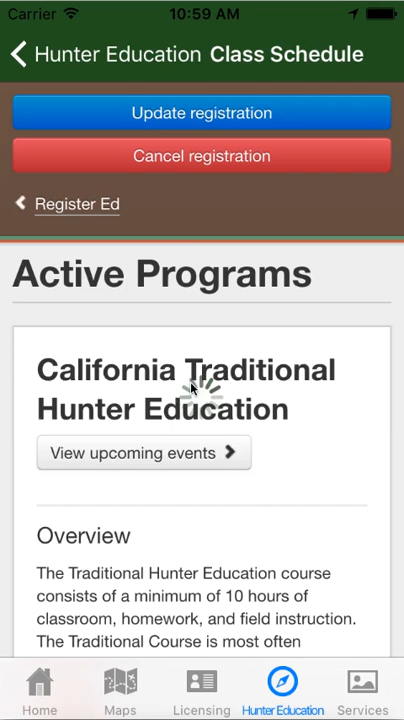 Carrier 10:59 AM
Hunter Education Class Schedule
Update registration
Cancel registration
Register Ed
Active Programs
California Traditional
Hunter Education
View upcoming events
Overview
The Traditional Hunter Education course
consists of a minimum of 10 hours of
classroom, homework, and field instruction.
The Traditional Course is most often
Home Maps Licensing Hunter Education Services